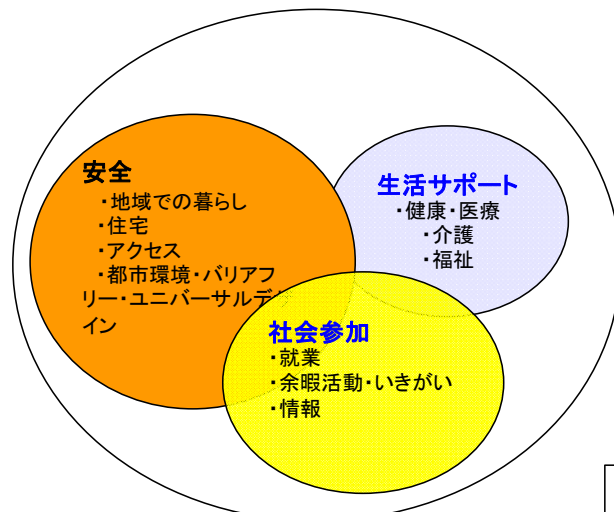 安全
・地域での暮らし
・住宅
・アクセス
・都市環境・バリアフ
リー・ユニバーサルデザ
イン
生活サポート
・健康・医療
・介護
・福祉
社会参加
・就業
・余暇活動・いきがい
・情報